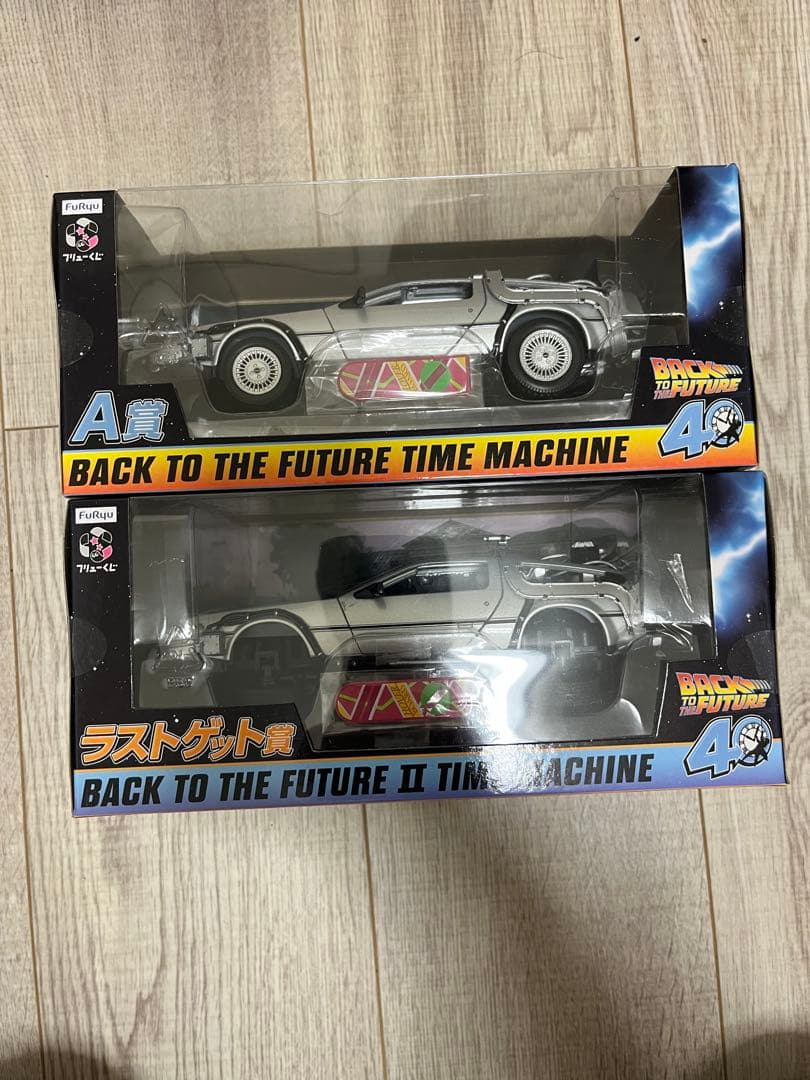 FuRyu
フリューくじ
A賞
BACK TO THE FUTURE
40
BACK TO THE FUTURE TIME MACHINE
FuRyu
フリューくじ
ラストゲット賞
BACK TO THE FUTURE
40
BACK TO THE FUTURE II TIME MACHINE